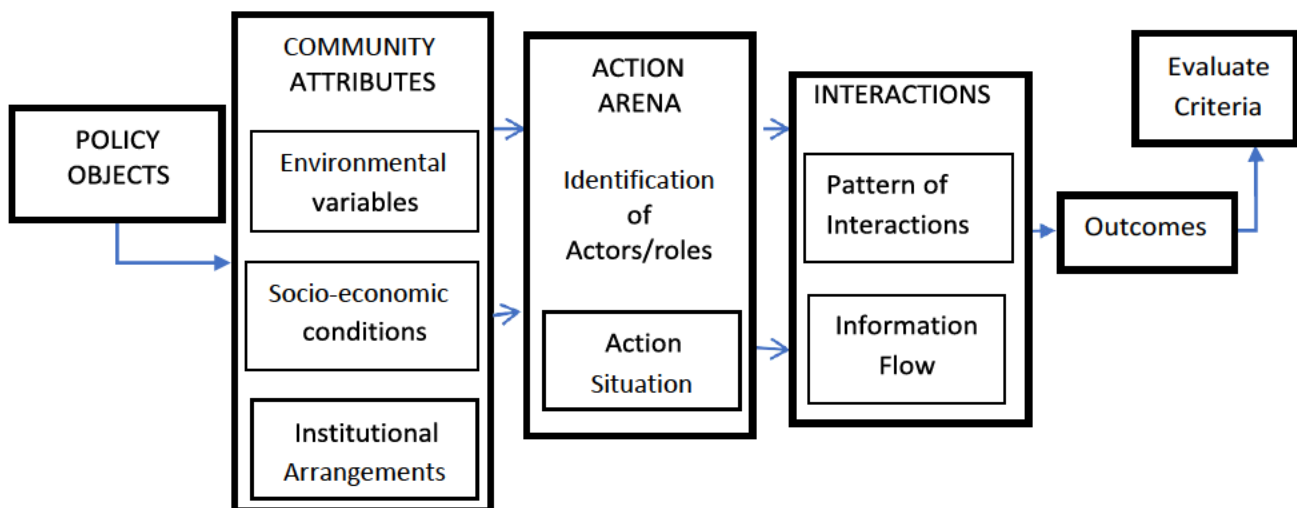 POLICY
OBJECTS
COMMUNITY
ATTRIBUTES
Environmental
variables
Socio-economic
conditions
Institutional
Arrangements
ACTION
ARENA
Identification
of
Actors/roles
Action
Situation
INTERACTIONS
Pattern of
Interactions
Information
Flow
Outcomes
Evaluate
Criteria